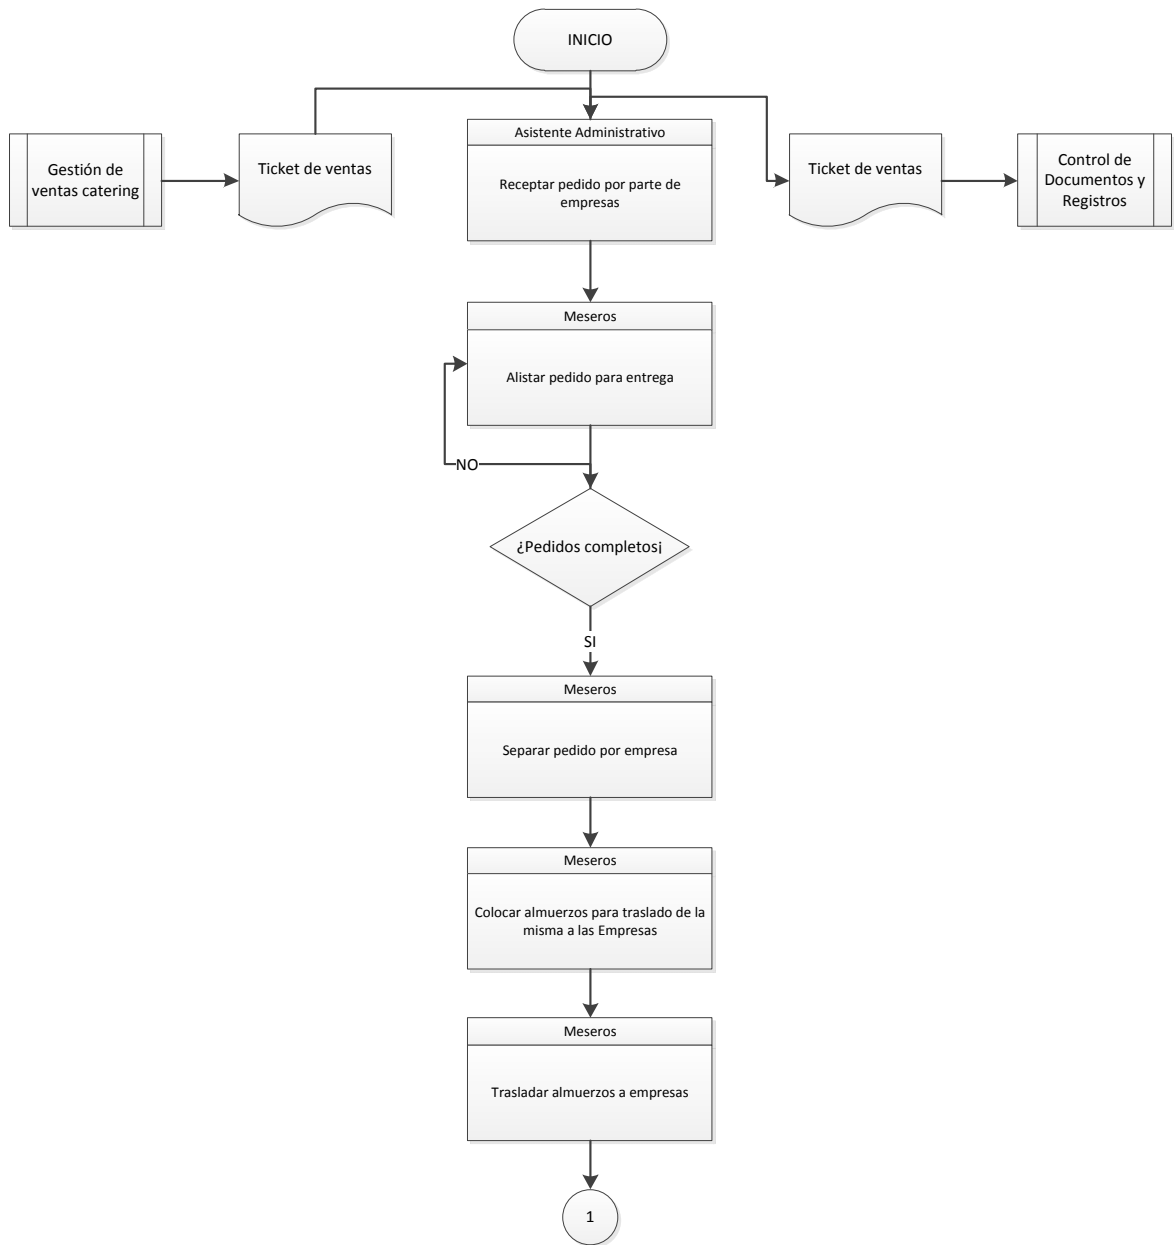 INICIO
Gestión de
ventas catering
Ticket de ventas
Asistente Administrativo
Receptar pedido por parte de
empresas
Ticket de ventas
Control de
Documentos y
Registros
Meseros
Alistar pedido para entrega
NO
¿Pedidos completos¡
SI
Meseros
Separar pedido por empresa
Meseros
Colocar almuerzos para traslado de la
misma a las Empresas
Meseros
Trasladar almuerzos a empresas
1